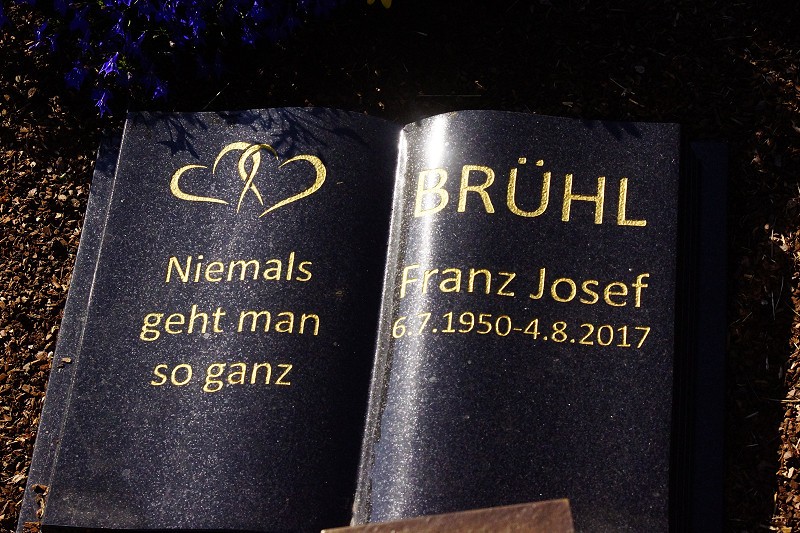 Niemals
geht man
so ganz
BRÜHL
Franz Josef
6.7.1950-4.8.2017